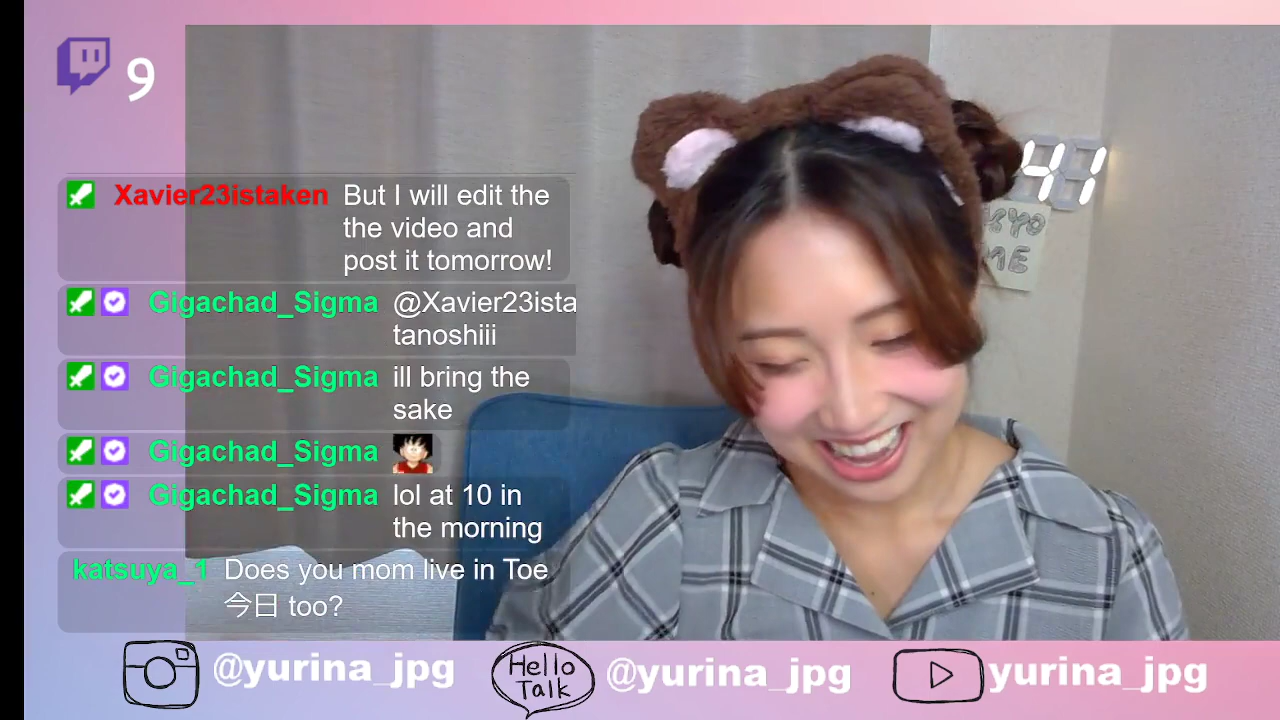 9
Xavier23istaken But I will edit the
the video and
post it tomorrow!
Gigachad_Sigma @Xavier23ista
tanoshiii
Gigachad_Sigma ill bring the
sake
Gigachad_Sigma
Gigachad_Sigma lol at 10 in
the morning
katsuya_1 Does you mom live in Toe
今日 too?
41
ME
@yurina_jpg
Hello
Talk
@yurina_jpg
yurina_jpg